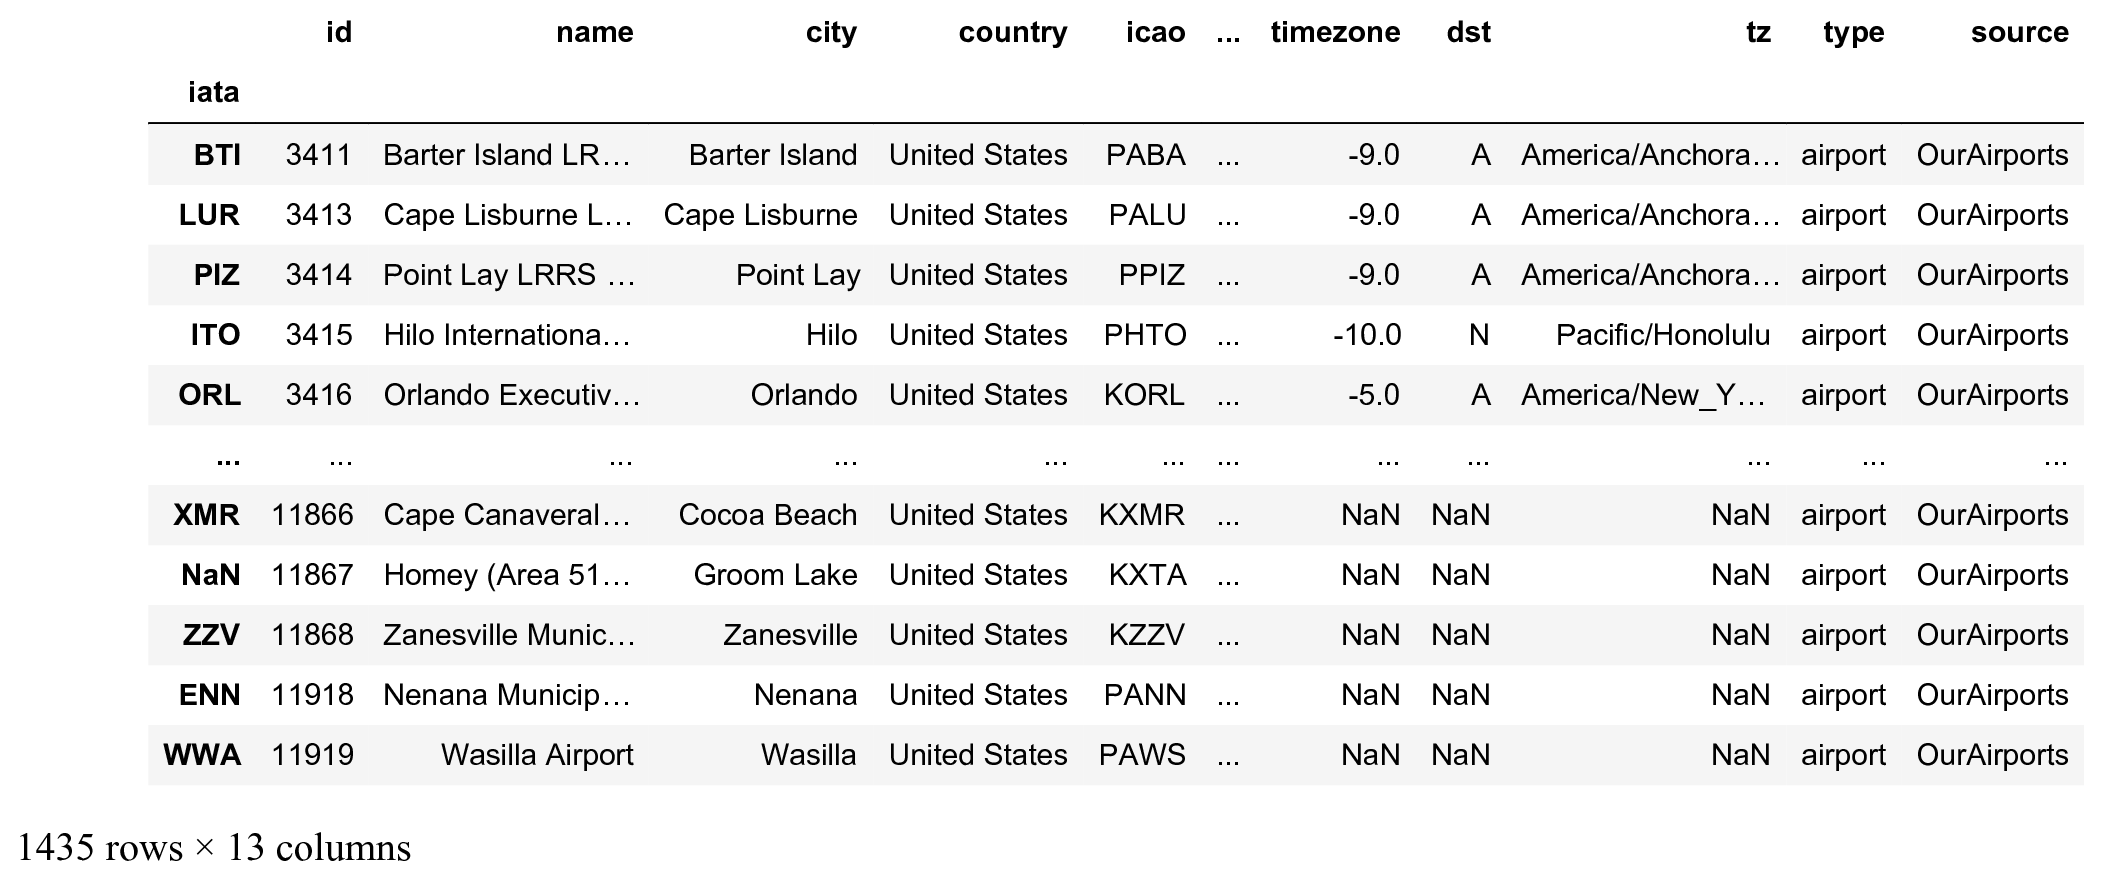 id name city country icao ... timezone dst tz type source
iata
BTI 3411 Barter Island LR… Barter Island United States PABA ... -9.0 A America/Anchora… airport OurAirports
LUR 3413 Cape Lisburne L… Cape Lisburne United States PALU ... -9.0 A America/Anchora… airport OurAirports
PIZ 3414 Point Lay LRRS … Point Lay United States PPIZ ... -9.0 A America/Anchora… airport OurAirports
ITO 3415 Hilo Internationa… Hilo United States PHTO ... -10.0 N Pacific/Honolulu airport OurAirports
ORL 3416 Orlando Executiv… Orlando United States KORL ... -5.0 A America/New_Y… airport OurAirports
... ... ... ... ... ... ... ... ... ... ... ...
XMR 11866 Cape Canaveral… Cocoa Beach United States KXMR ... NaN NaN NaN airport OurAirports
NaN 11867 Homey (Area 51… Groom Lake United States KXTA ... NaN NaN NaN airport OurAirports
ZZV 11868 Zanesville Munic… Zanesville United States KZZV ... NaN NaN NaN airport OurAirports
ENN 11918 Nenana Municip… Nenana United States PANN ... NaN NaN NaN airport OurAirports
WWA 11919 Wasilla Airport Wasilla United States PAWS ... NaN NaN NaN airport OurAirports
1435 rows × 13 columns